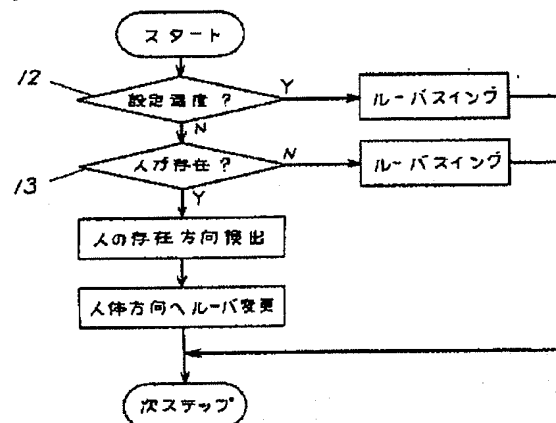 スタート
12
設定温度？
Y
ルーバスイング
N
13
人が存在？
N
ルーバスイング
Y
人の存在方向検出
人体方向へルーバ変更
次ステップ